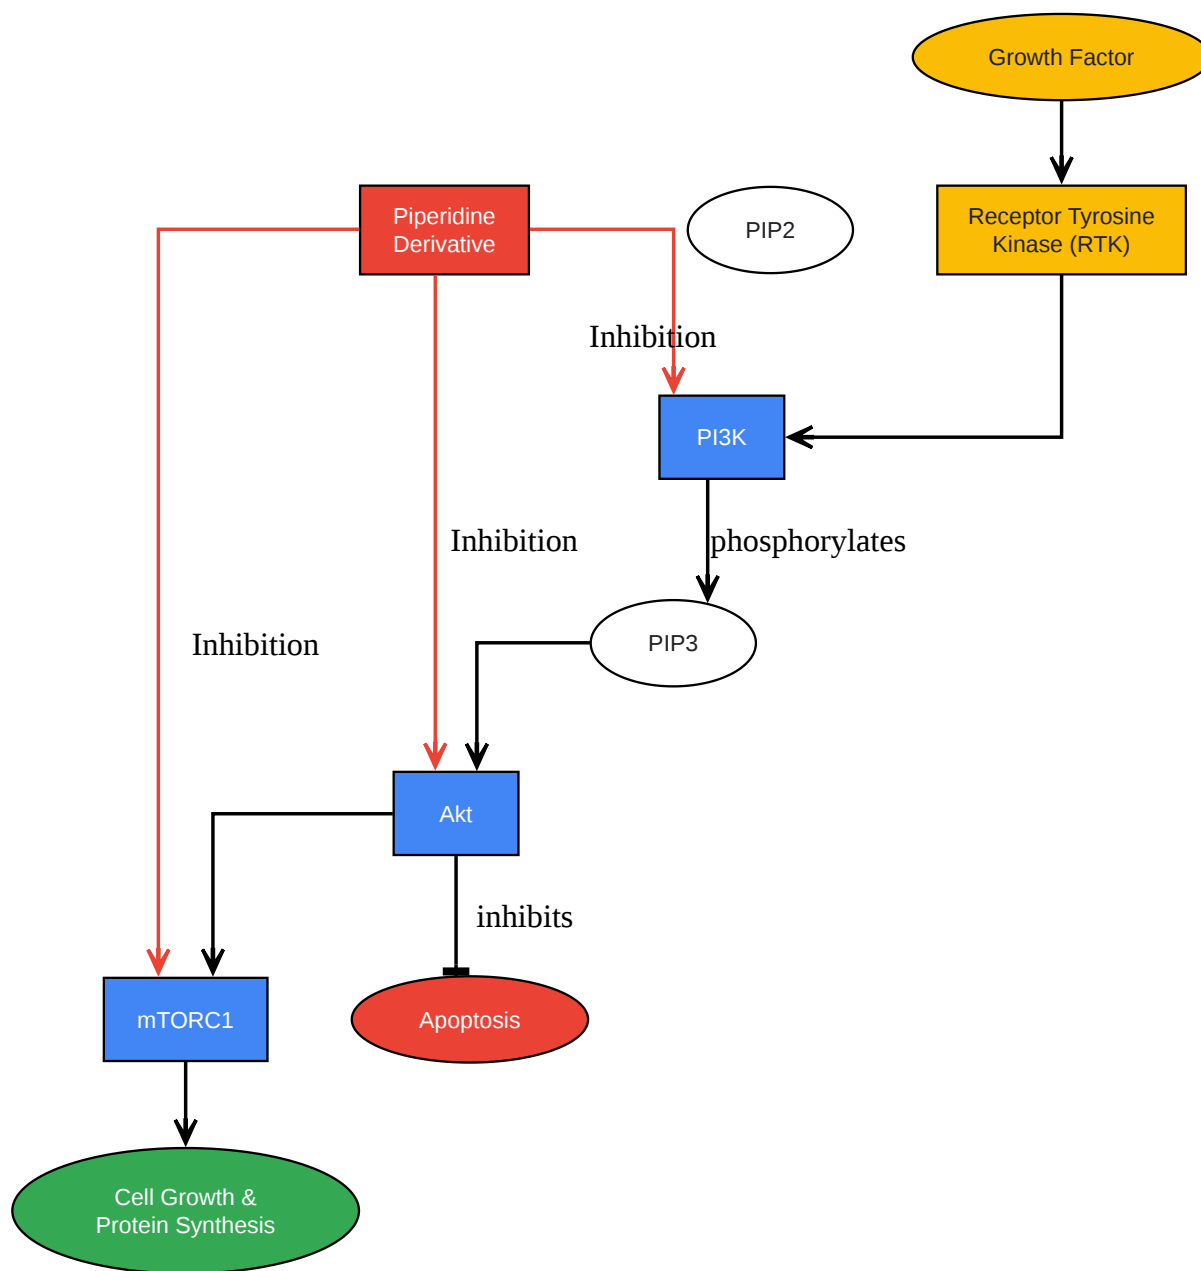 Growth Factor
Piperidine
Derivative
PIP2
Receptor Tyrosine
Kinase (RTK)
Inhibition
PI3K
Inhibition
phosphorylates
Inhibition
PIP3
Akt
inhibits
mTORC1
Apoptosis
Cell Growth &
Protein Synthesis